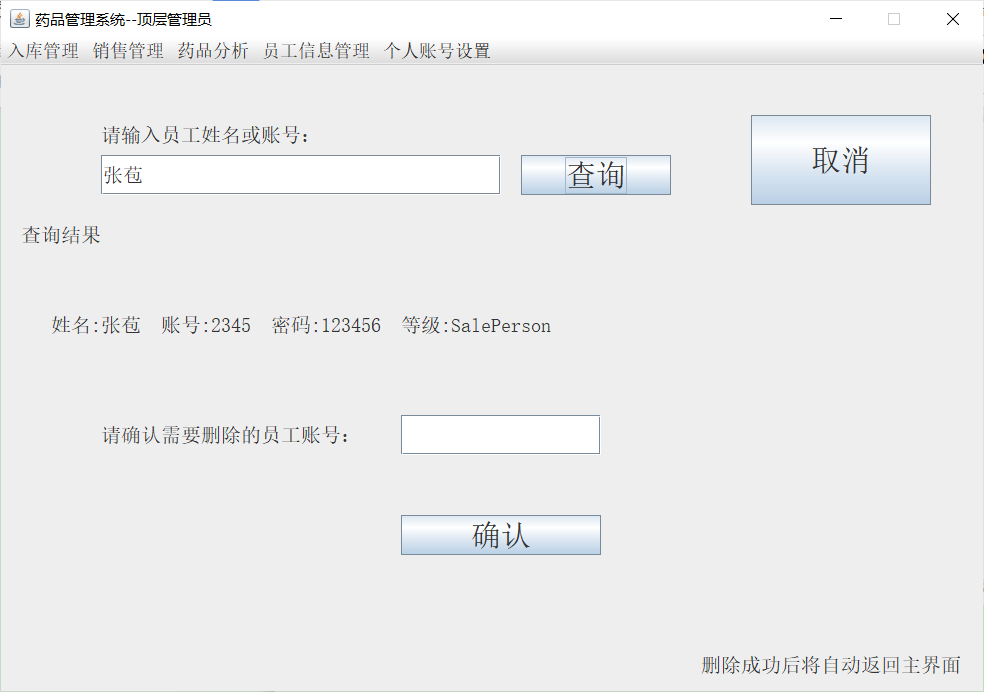 药品管理系统--顶层管理员
入库管理 销售管理 药品分析 员工信息管理 个人账号设置
请输入员工姓名或账号:
张苞 查询 取消
查询结果
姓名:张苞 账号:2345 密码:123456 等级:SalePerson
请确认需要删除的员工账号:
确认
删除成功后将自动返回主界面